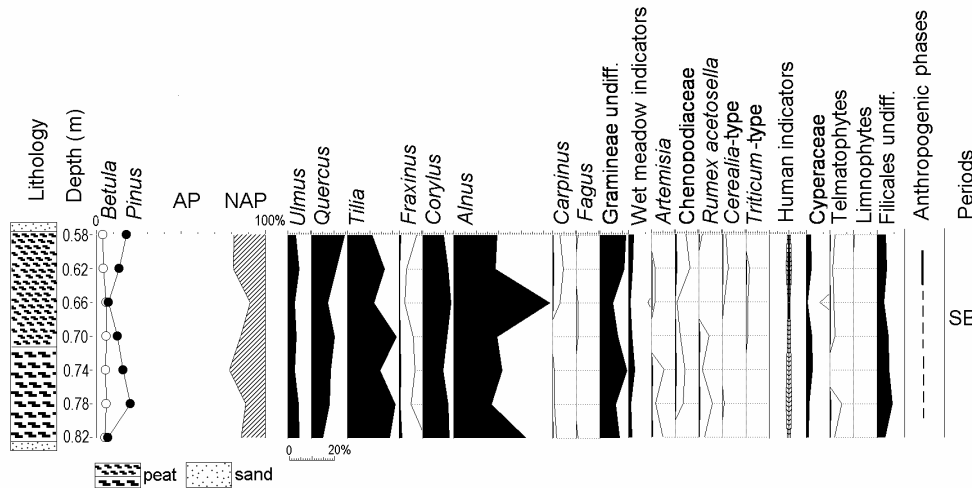 Lithology
Depth (m)
Betula
Pinus
AP
NAP
0
100%
Ulmus
Quercus
Tilia
Fraxinus
Corylus
Alnus
Carpinus
Fagus
Gramineae undiff.
Wet meadow indicators
Artemisia
Chenopodiaceae
Rumex acetosella
Cerealia-type
Triticum-type
Human indicators
Cyperaceae
Telmatophytes
Limnophytes
Filicales undiff.
Anthropogenic phases
Periods
0.58
0.62
0.66
0.70
0.74
0.78
0.82
SB
0 20%
peat sand